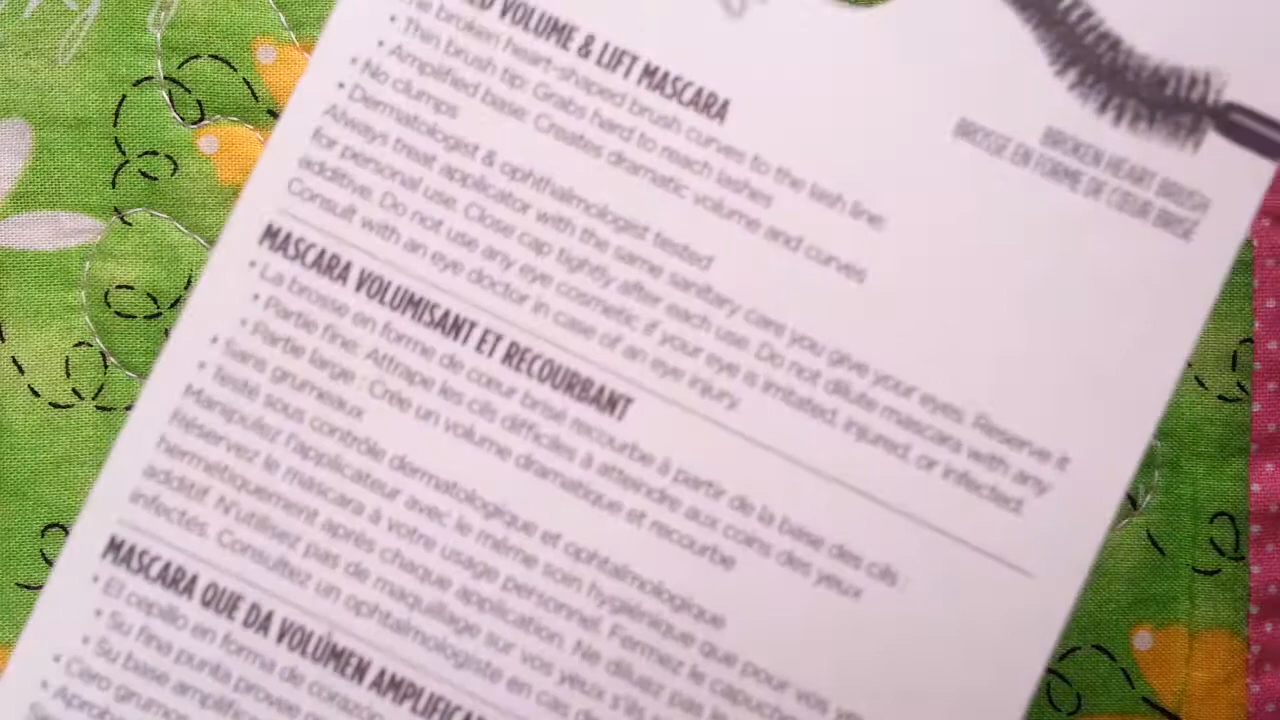 VOLUME & LIFT MASCARA
broken heart-shaped brush curves to the lash line:
• Thin brush tip: Grabs hard to reach lashes
• Amplified base: Creates dramatic volume and curves
• No clumps
• Dermatologist & ophthalmologist tested
Always treat applicator with the same sanitary care you give your eyes. Reserve it
for personal use. Close cap tightly after each use. Do not dilute mascara with any
additive. Do not use any eye cosmetic if your eye is irritated, injured, or infected.
Consult with an eye doctor in case of an eye injury.
BROKEN HEART BRUSH
BROSSE EN FORME DE CŒUR BRISÉ
MASCARA VOLUMISANT ET RECOURBANT
• La brosse en forme de cœur brisé recourbe à partir de la base des cils :
• Partie fine: Attrape les cils difficiles à atteindre aux coins des yeux
• Partie large : Crée un volume dramatique et recourbe
• Sans grumeaux
• Testé sous contrôle dermatologique et ophtalmologique
Manipulez l'applicateur avec le même soin hygiénique que pour vos
Réservez le mascara à votre usage personnel. Fermez le capuchon
hermétiquement après chaque application. Ne diluez pas le
additif. N'utilisez pas de maquillage sur vos yeux s'ils
infectés. Consultez un ophtalmologiste en cas de
MASCARA QUE DA VOLUMEN
• El cepillo en forma de
• Su fina punta provee
• Su base
• Cero grumos